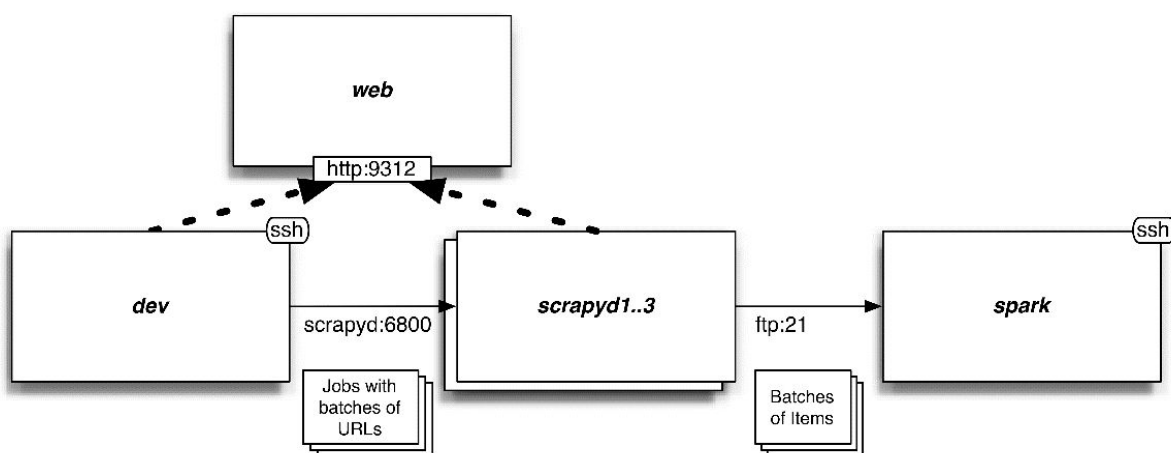 web
http:9312
ssh
ssh
dev
scrapyd1..3
spark
scrapyd:6800
ftp:21
Jobs with
batches of
URLs
Batches
of Items